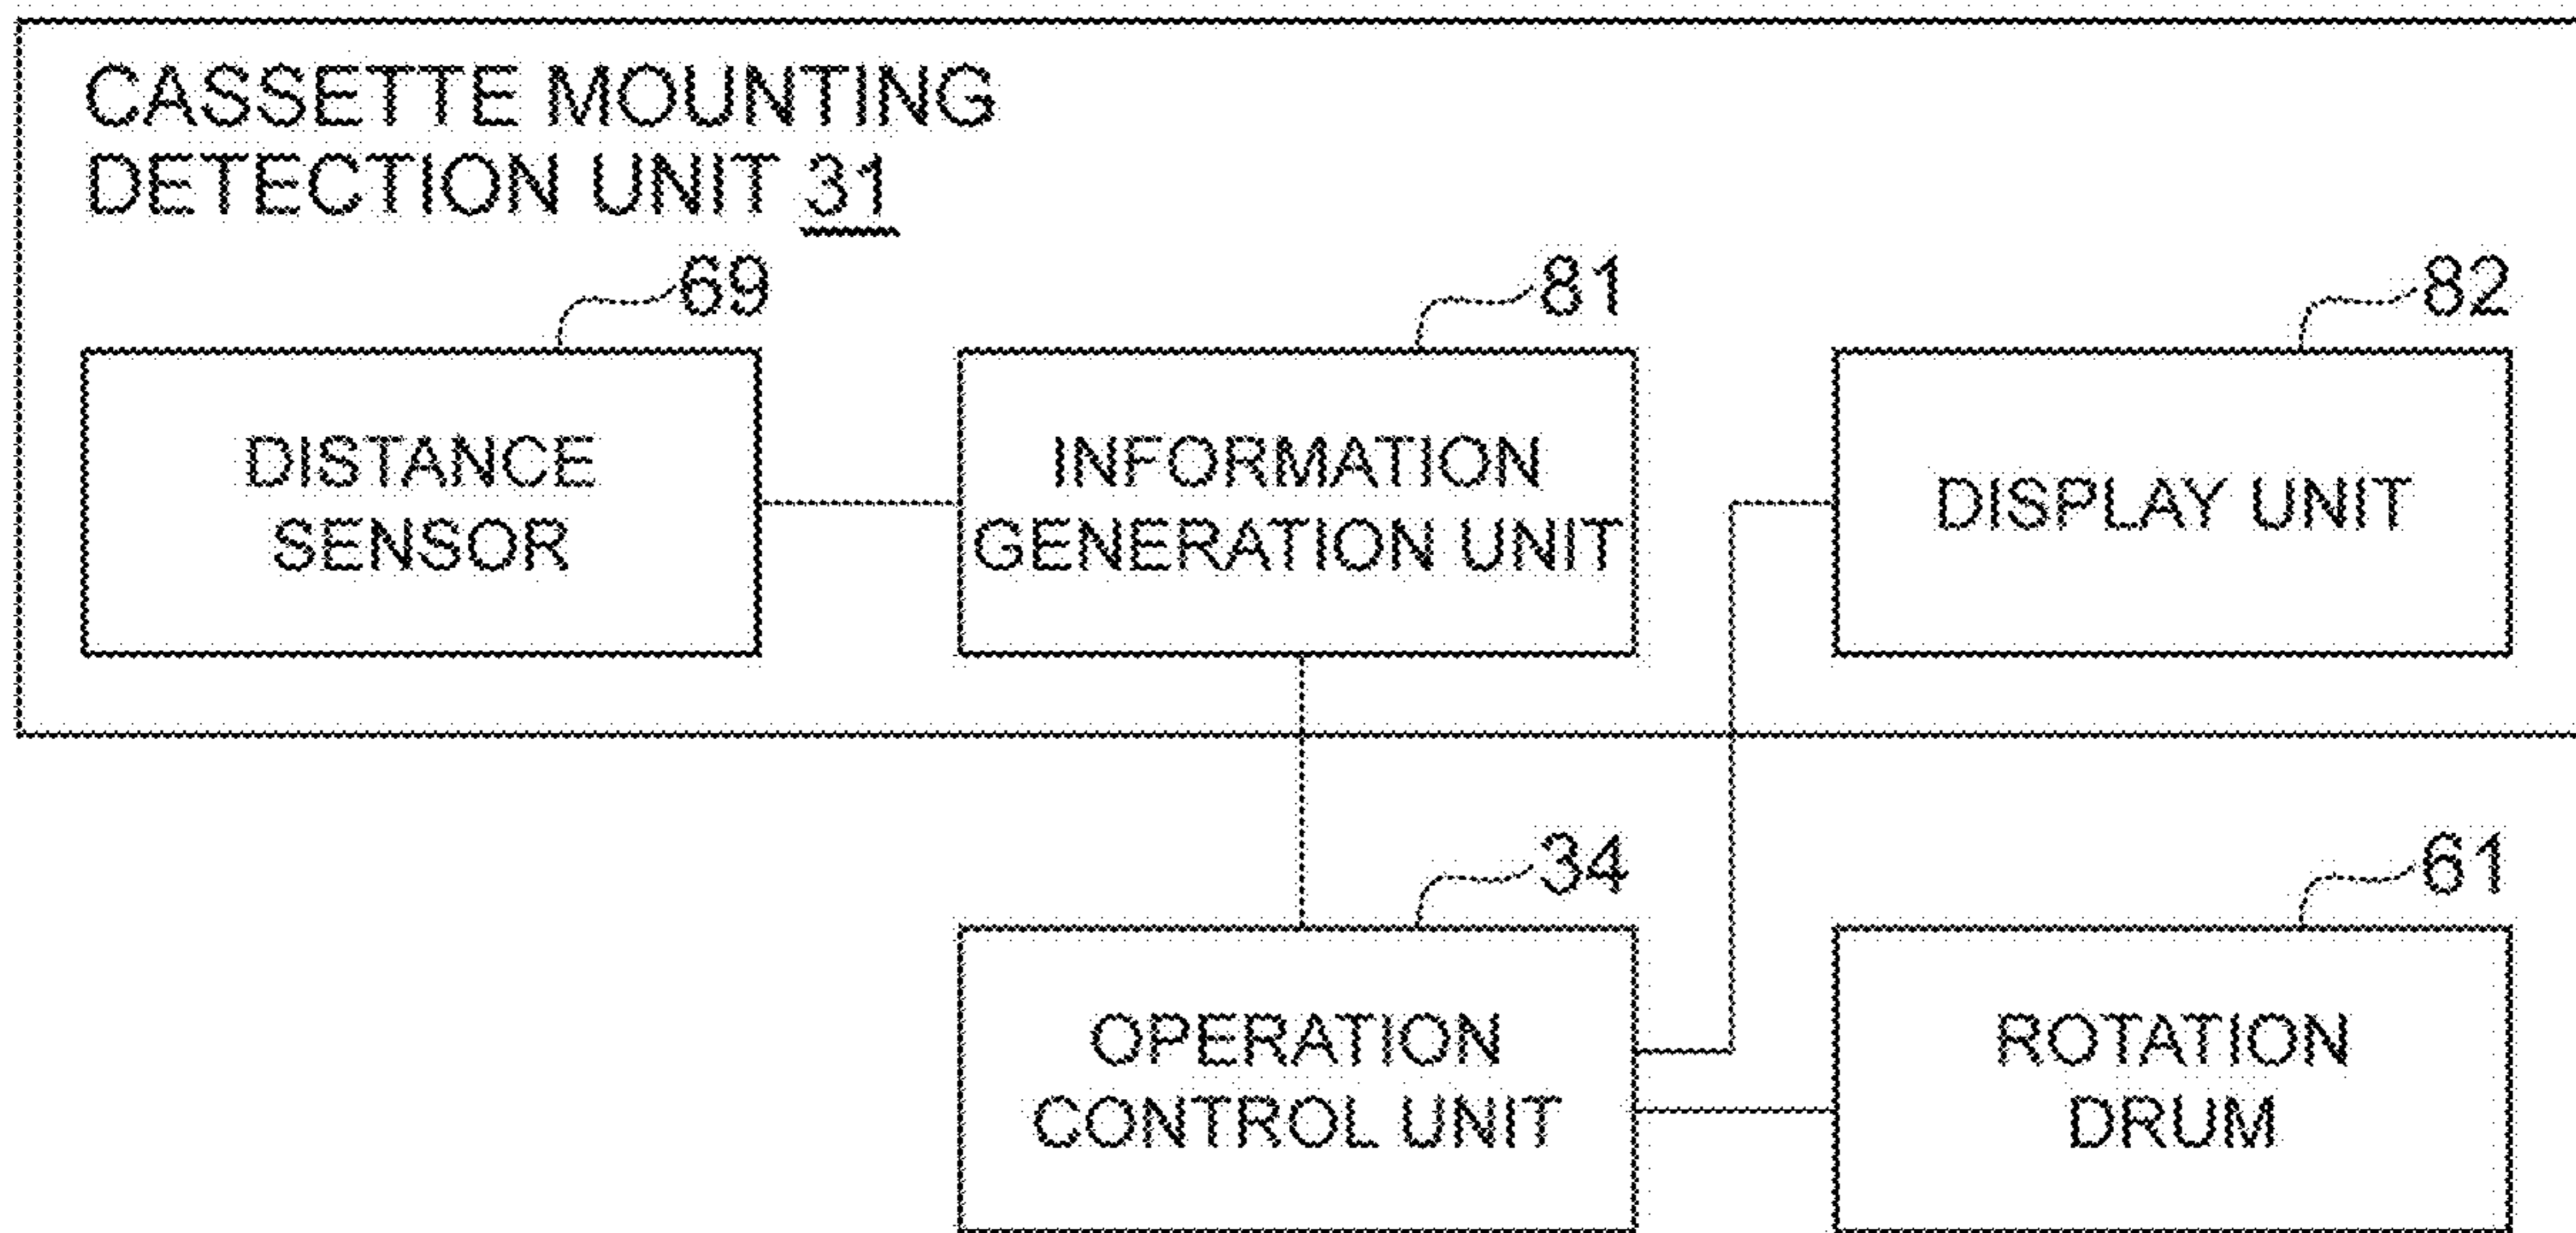 CASSETTE MOUNTING
DETECTION UNIT 31
69
81
82
DISTANCE
SENSOR
INFORMATION
GENERATION UNIT
DISPLAY UNIT
34
61
OPERATION
CONTROL UNIT
ROTATION
DRUM